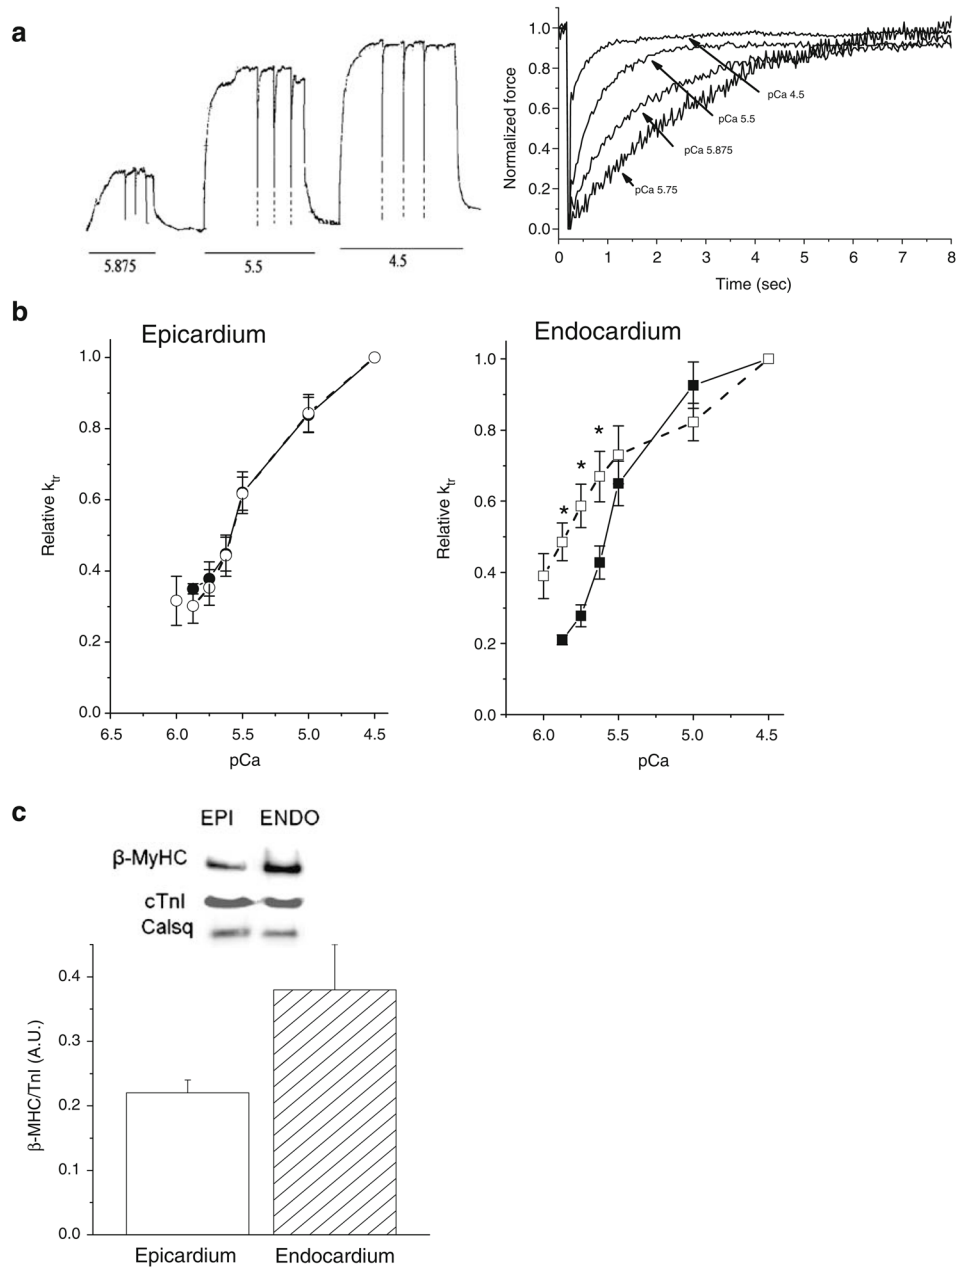 a
5.875
5.5
4.5
Normalized force
1.0
0.8
0.6
0.4
0.2
0.0
pCa 4.5
pCa 5.5
pCa 5.875
pCa 5.75
0 1 2 3 4 5 6 7 8
Time (sec)
b
Epicardium
Relative ktr
1.0
0.8
0.6
0.4
0.2
0.0
6.5 6.0 5.5 5.0 4.5
pCa
Endocardium
Relative ktr
1.0
0.8
0.6
0.4
0.2
0.0
* * *
6.0 5.5 5.0 4.5
pCa
c
EPI ENDO
β-MyHC
cTnI
Calsq
β-MHC/TnI (A.U.)
0.4
0.3
0.2
0.1
0.0
Epicardium Endocardium